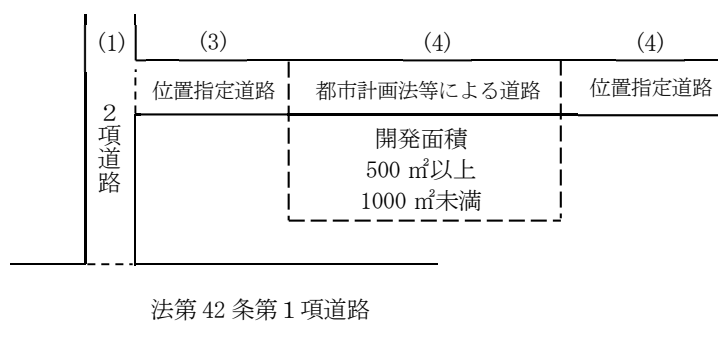 (1) (3) (4) (4)
位置指定道路 都市計画法等による道路 位置指定道路
2項道路
開発面積
500 ㎡以上
1000 ㎡未満
法第 42 条第１項道路